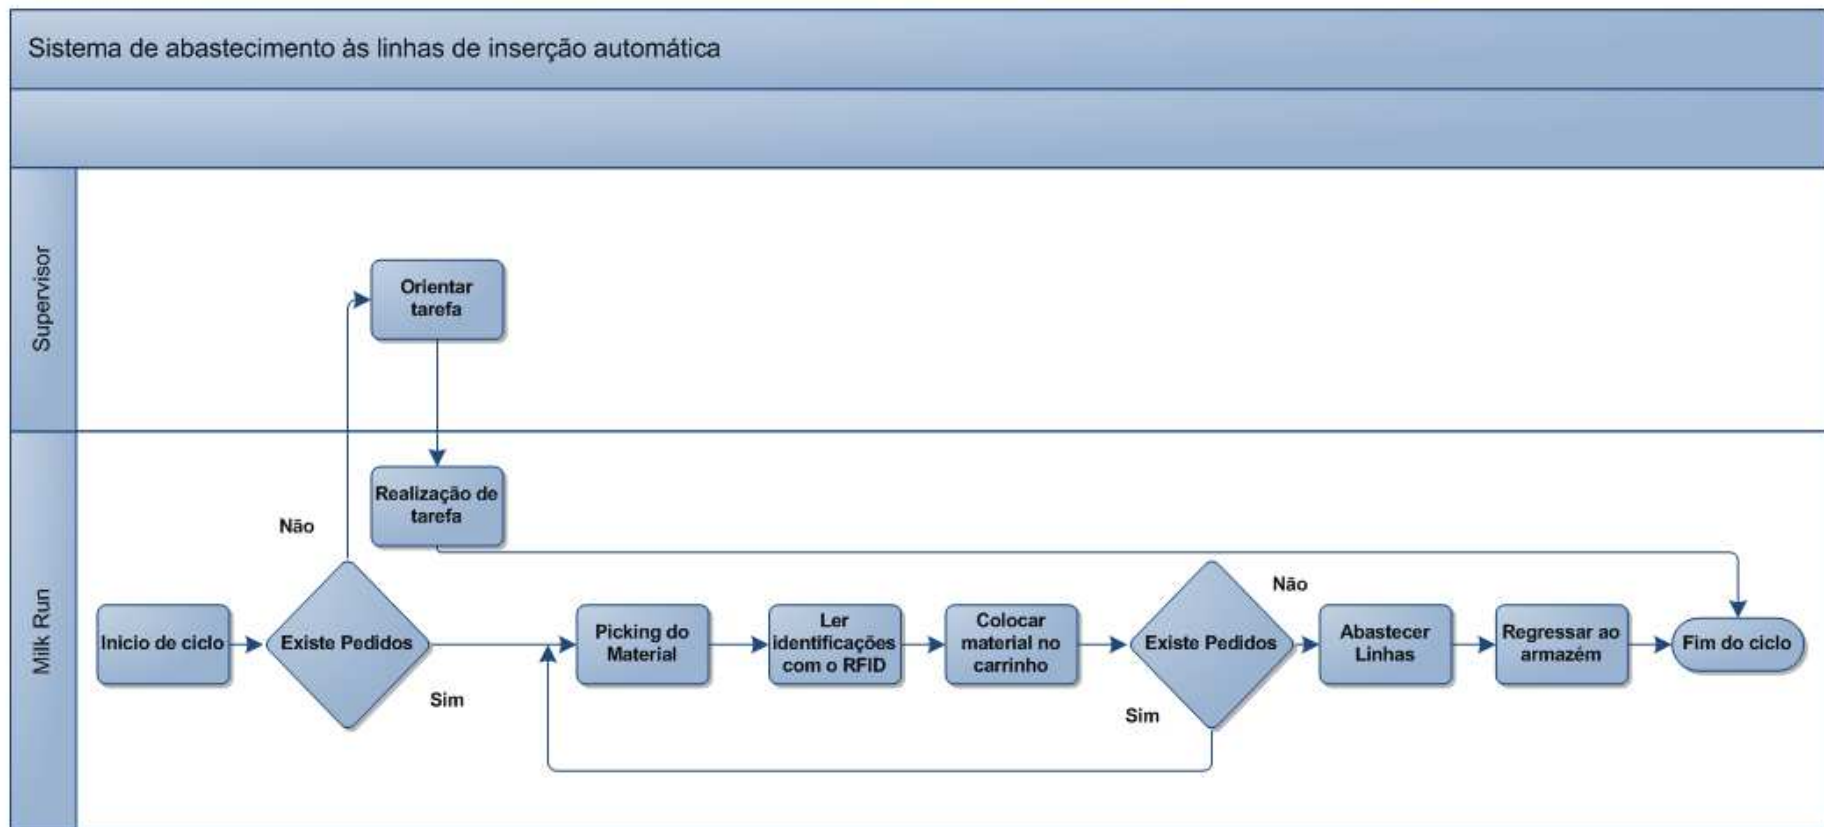 Sistema de abastecimento às linhas de inserção automática
Supervisor
Orientar
tarefa
Milk Run
Realização de
tarefa
Não
Inicio de ciclo
Existe Pedidos
Sim
Picking do
Material
Ler
identificações
com o RFID
Colocar
material no
carrinho
Existe Pedidos
Não
Sim
Abastecer
Linhas
Regressar ao
armazém
Fim do ciclo